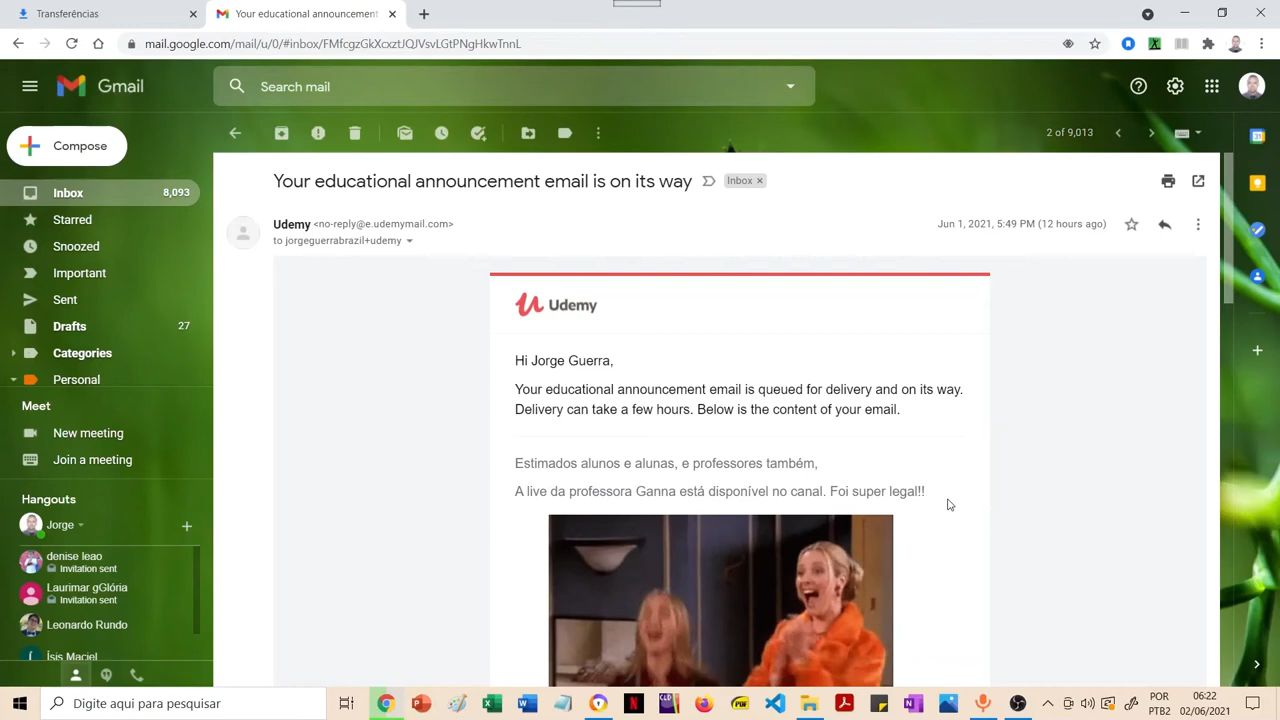 Transferências
Your educational announcement
mail.google.com/mail/u/0/#inbox/FMfcgzGkXcxztJQJVSvLGtPNgHkwTnnL
Gmail
Search mail
Compose
2 of 9,013
Inbox 8,093
Starred
Snoozed
Important
Sent
Drafts 27
Categories
Personal
Meet
New meeting
Join a meeting
Hangouts
Jorge
denise leao
Invitation sent
Laurimar gGlória
Invitation sent
Leonardo Rundo
Ísis Maciel
Your educational announcement email is on its way
Inbox
Udemy <no-reply@e.udemymail.com>
Jun 1, 2021, 5:49 PM (12 hours ago)
to jorgeguerrabrazil+udemy
Udemy
Hi Jorge Guerra,
Your educational announcement email is queued for delivery and on its way.
Delivery can take a few hours. Below is the content of your email.
Estimados alunos e alunas, e professores também,
A live da professora Ganna está disponível no canal. Foi super legal!!
Digite aqui para pesquisar
POR
PTB2
06:22
02/06/2021